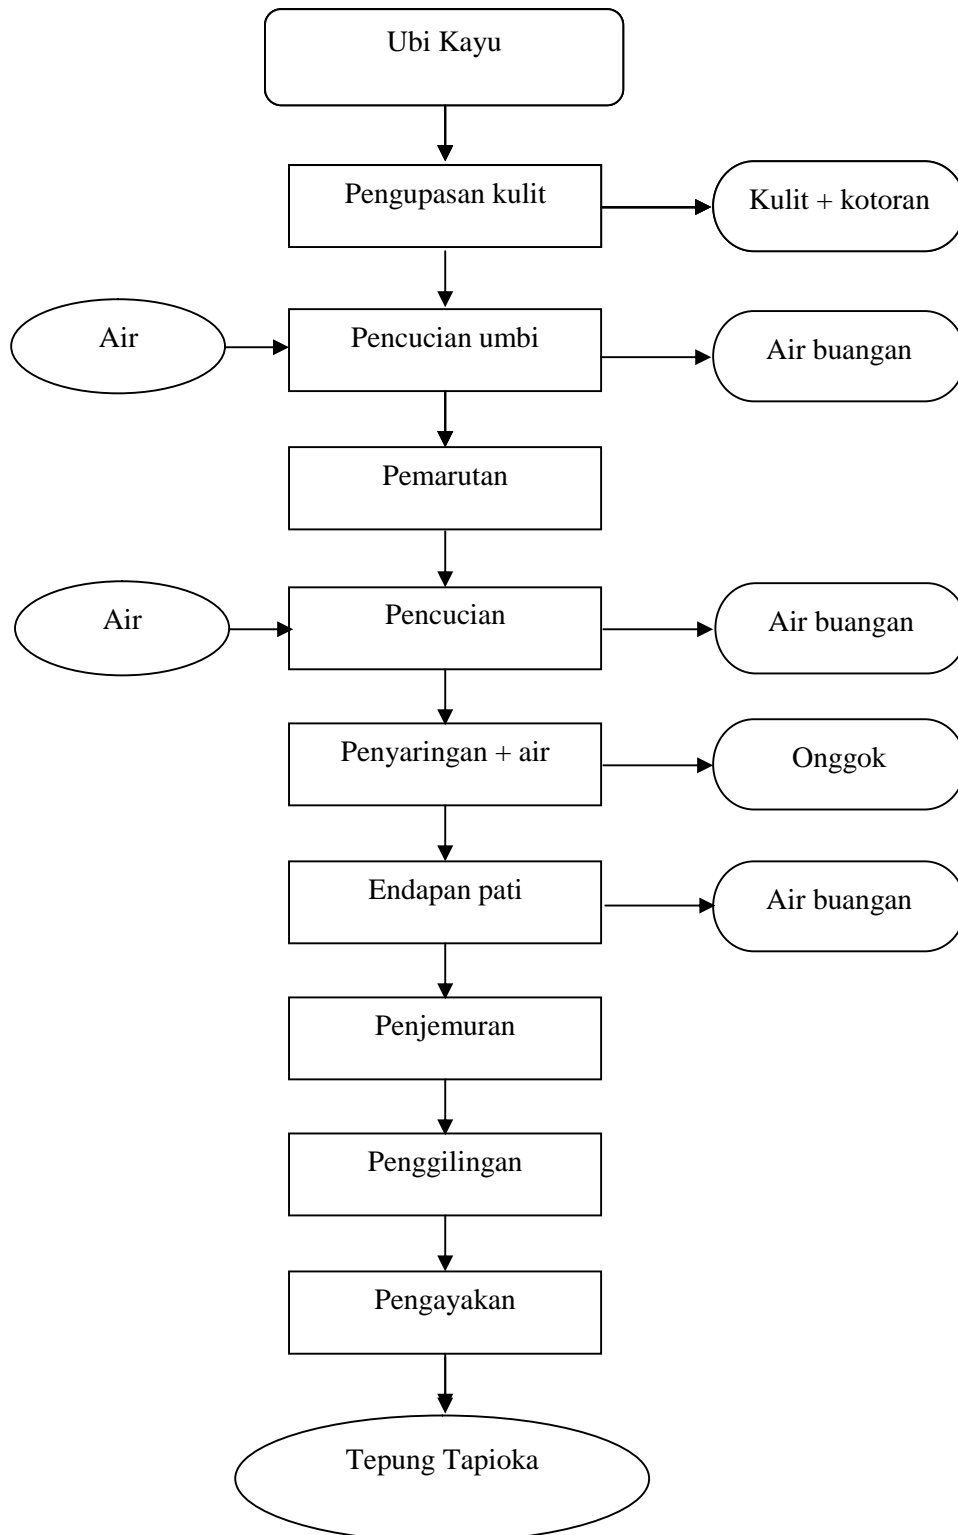 Ubi Kayu
Pengupasan kulit
Kulit + kotoran
Air
Pencucian umbi
Air buangan
Pemarutan
Air
Pencucian
Air buangan
Penyaringan + air
Onggok
Endapan pati
Air buangan
Penjemuran
Penggilingan
Pengayakan
Tepung Tapioka